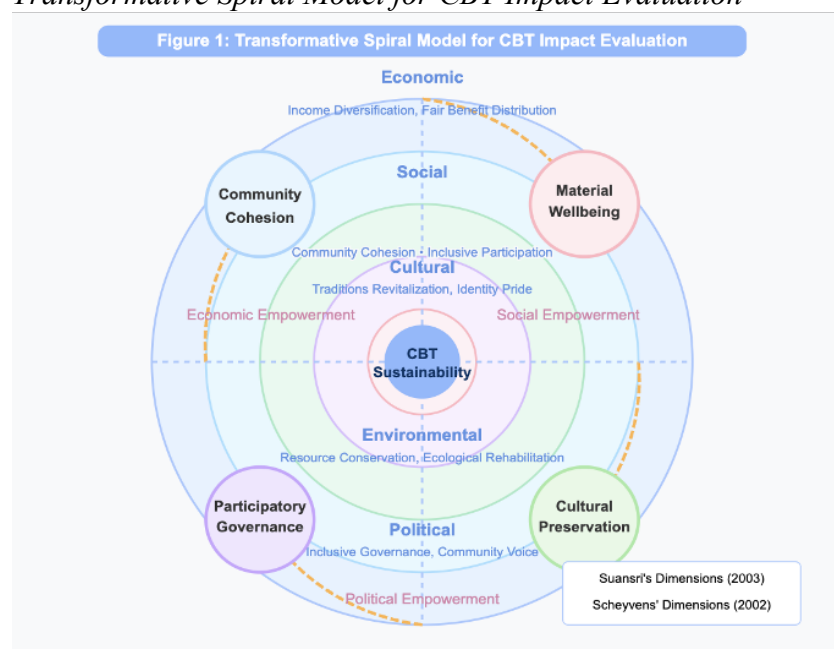 Transformative Spiral Model for CBT Impact Evaluation
Figure 1: Transformative Spiral Model for CBT Impact Evaluation
Economic
Income Diversification, Fair Benefit Distribution
Social
Community
Cohesion
Material
Wellbeing
Community Cohesion · Inclusive Participation
Cultural
Traditions Revitalization, Identity Pride
Economic Empowerment
Social Empowerment
CBT
Sustainability
Environmental
Resource Conservation, Ecological Rehabilitation
Participatory
Governance
Cultural
Preservation
Political
Inclusive Governance, Community Voice
Political Empowerment
Suansri's Dimensions (2003)
Scheyvens' Dimensions (2002)